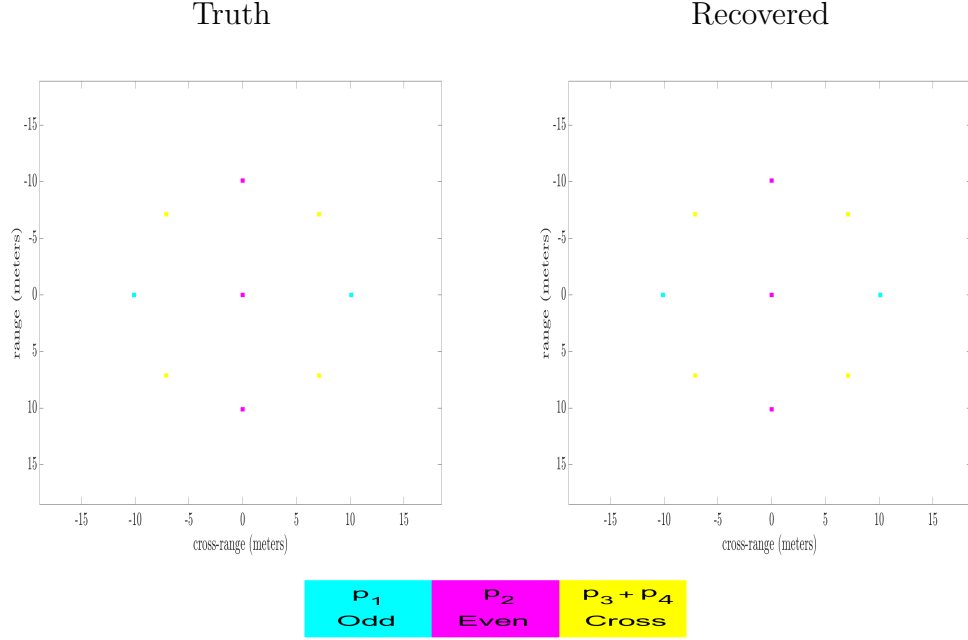 Truth
Recovered
-15
-10
-5
0
5
10
15
range (meters)
-15 -10 -5 0 5 10 15
cross-range (meters)
-15
-10
-5
0
5
10
15
range (meters)
-15 -10 -5 0 5 10 15
cross-range (meters)
p1 p2 p3 + p4
Odd Even Cross